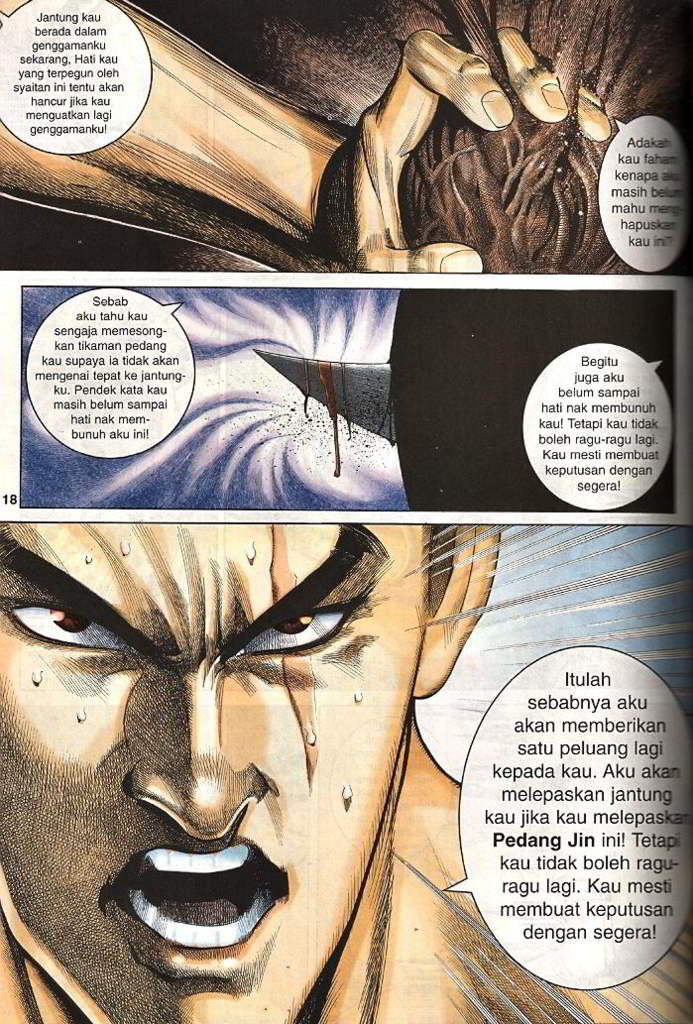 Jantung kau
berada dalam
genggamanku
sekarang, Hati kau
yang terpegun oleh
syaitan ini tentu akan
hancur jika kau
menguatkan lagi
genggamanku!
Adakah
kau faham
kenapa aku
masih belum
mahu meng-
hapuskan
kau ini?
Sebab
aku tahu kau
sengaja memesong-
kan tikaman pedang
kau supaya ia tidak akan
mengenai tepat ke jantung-
ku. Pendek kata kau
masih belum sampai
hati nak mem-
bunuh aku ini!
Begitu
juga aku
belum sampai
hati nak membunuh
kau! Tetapi kau tidak
boleh ragu-ragu lagi.
Kau mesti membuat
keputusan dengan
segera!
18
Itulah
sebabnya aku
akan memberikan
satu peluang lagi
kepada kau. Aku akan
melepaskan jantung
kau jika kau melepaskan
Pedang Jin ini! Tetapi
kau tidak boleh ragu-
ragu lagi. Kau mesti
membuat keputusan
dengan segera!